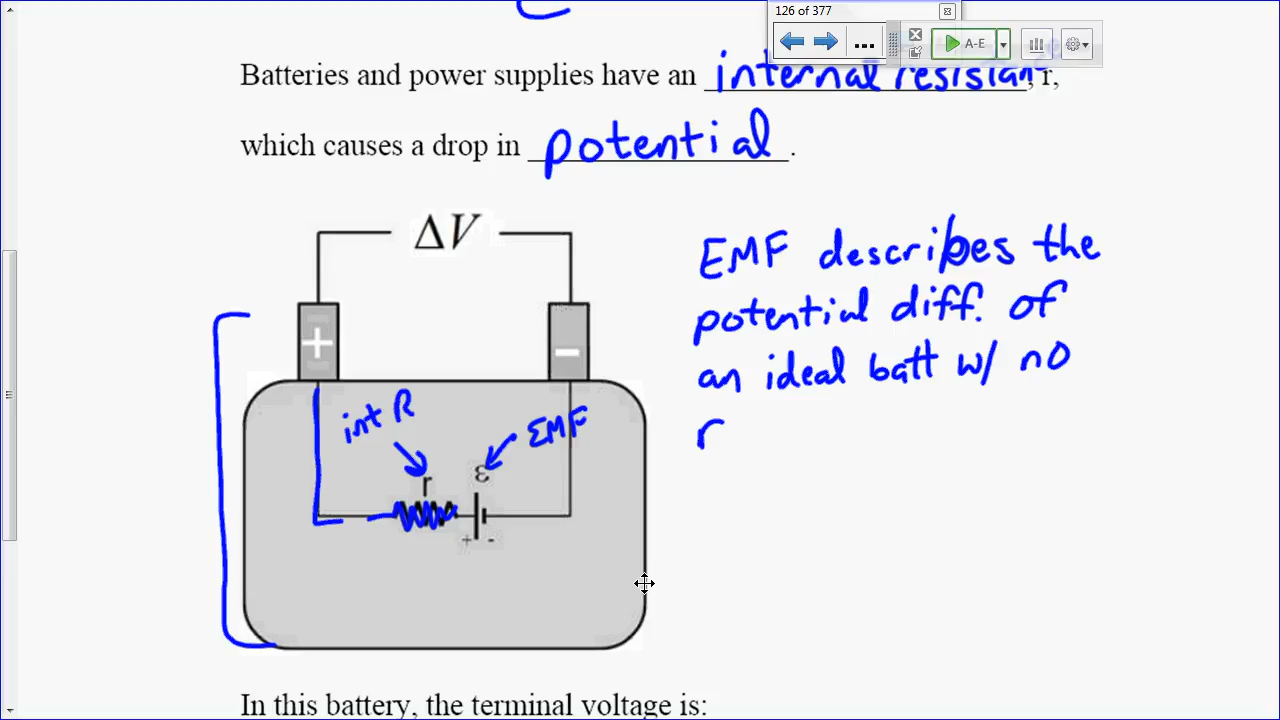 126 of 377
A-E
Batteries and power supplies have an internal resistance, r,
which causes a drop in potential.
ΔV
EMF describes the
potential diff. of
an ideal batt w/ no
r
+ -
int R
EMF
r ε
+ -
In this battery, the terminal voltage is: